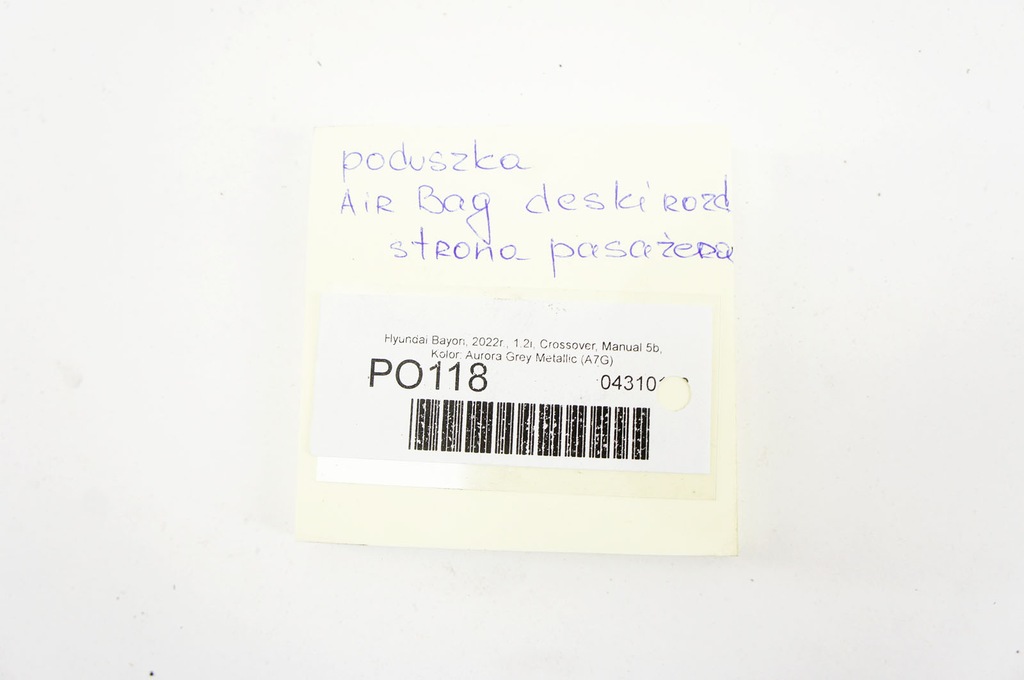 poduszka
AiR Bag deski rozd
strona pasażera
Hyundai Bayon, 2022r., 1.2i, Crossover, Manual 5b,
Kolor: Aurora Grey Metallic (A7G)
PO118